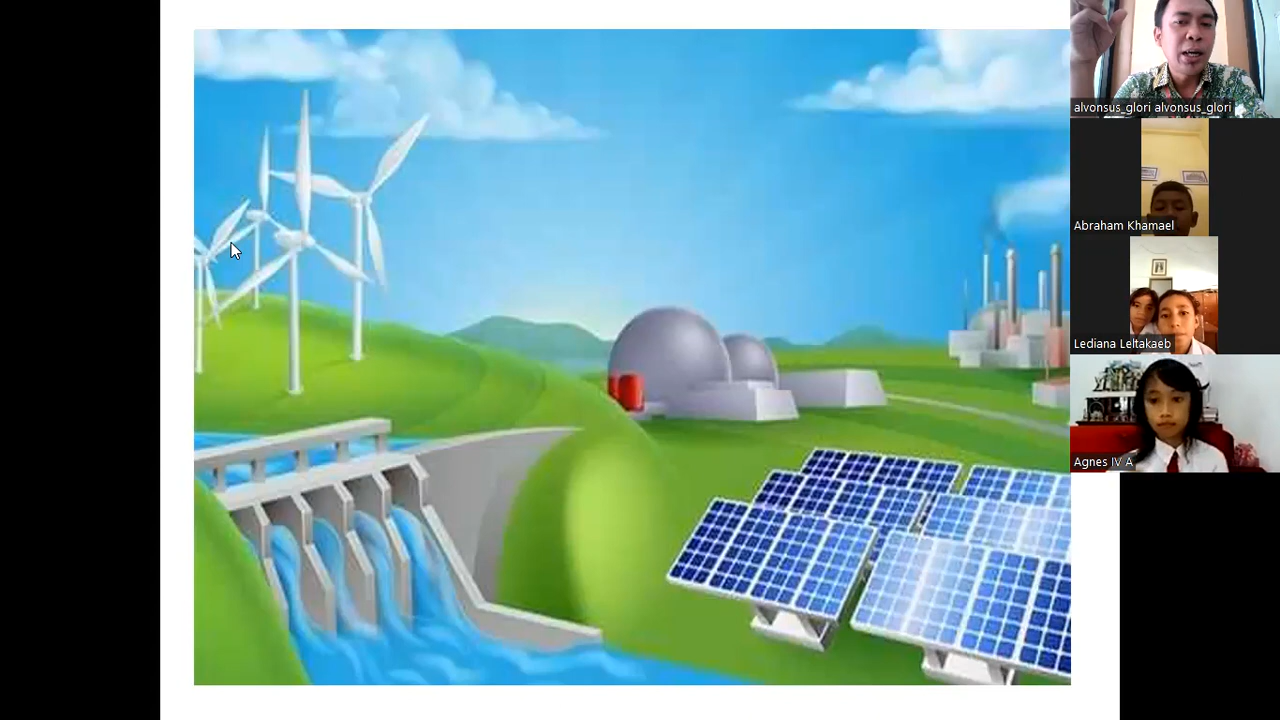 alvonsus_glori alvonsus_glori
Abraham Khamael
Lediana Leltakaeb
Agnes IV A